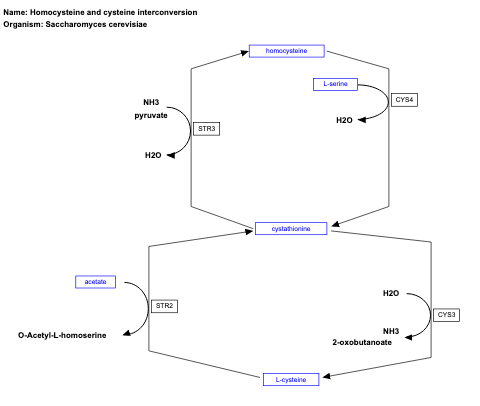 Name: Homocysteine and cysteine interconversion
Organism: Saccharomyces cerevisiae
homocysteine
L-serine
NH3
pyruvate
CYS4
H2O
STR3
H2O
cystathionine
acetate
H2O
STR2
CYS3
NH3
O-Acetyl-L-homoserine
2-oxobutanoate
L-cysteine